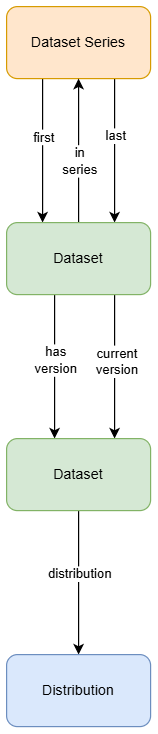 Dataset Series
first
in
series
last
Dataset
has
version
current
version
Dataset
distribution
Distribution